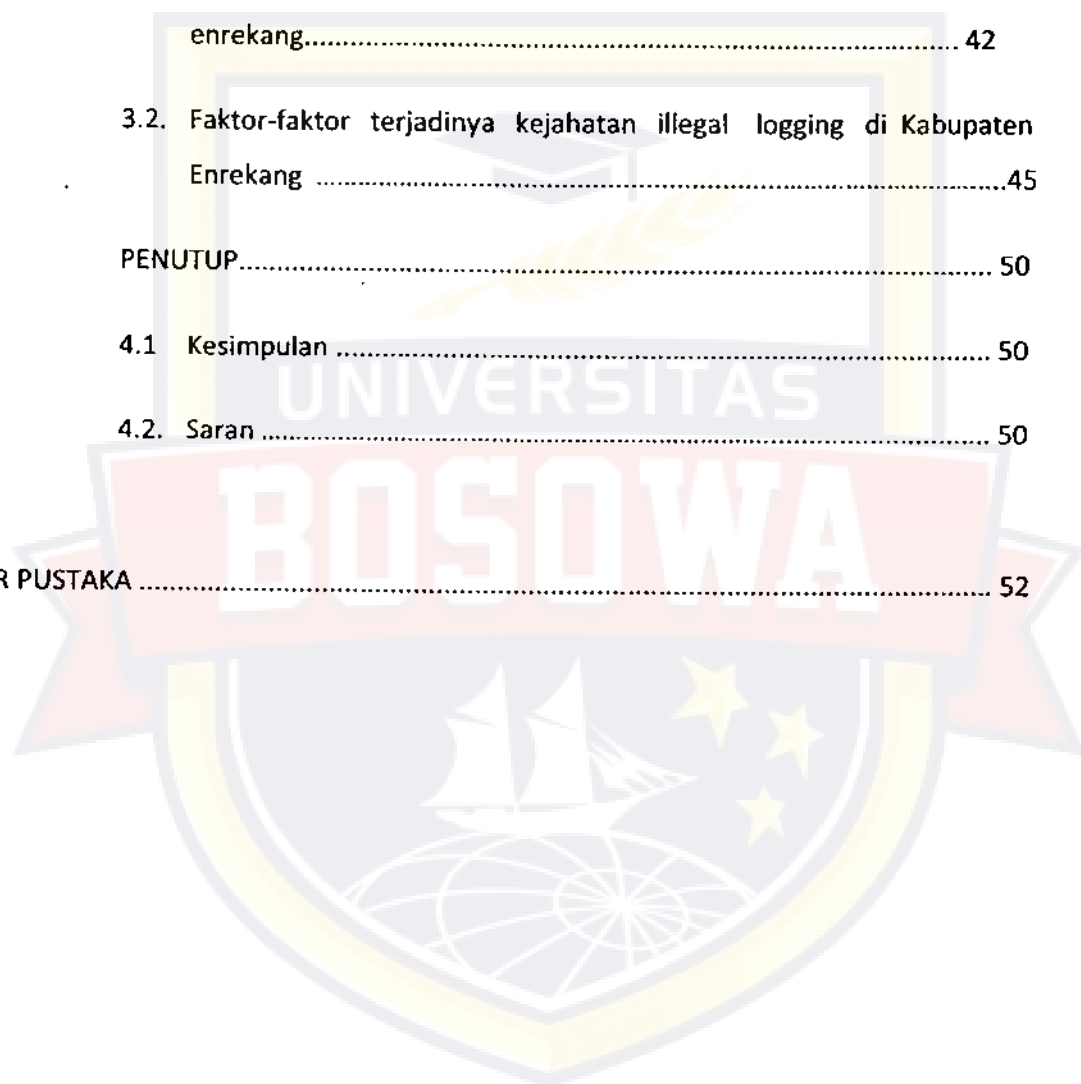 enrekang.................................................................................... 42
3.2. Faktor-faktor terjadinya kejahatan illegal logging di Kabupaten
Enrekang ..........................................................................................45
PENUTUP................................................................................................. 50
4.1 Kesimpulan ..................................................................................... 50
UNIVERSITAS
4.2. Saran .............................................................................................. 50
BOSOWA
R PUSTAKA .............................................................................................................. 52